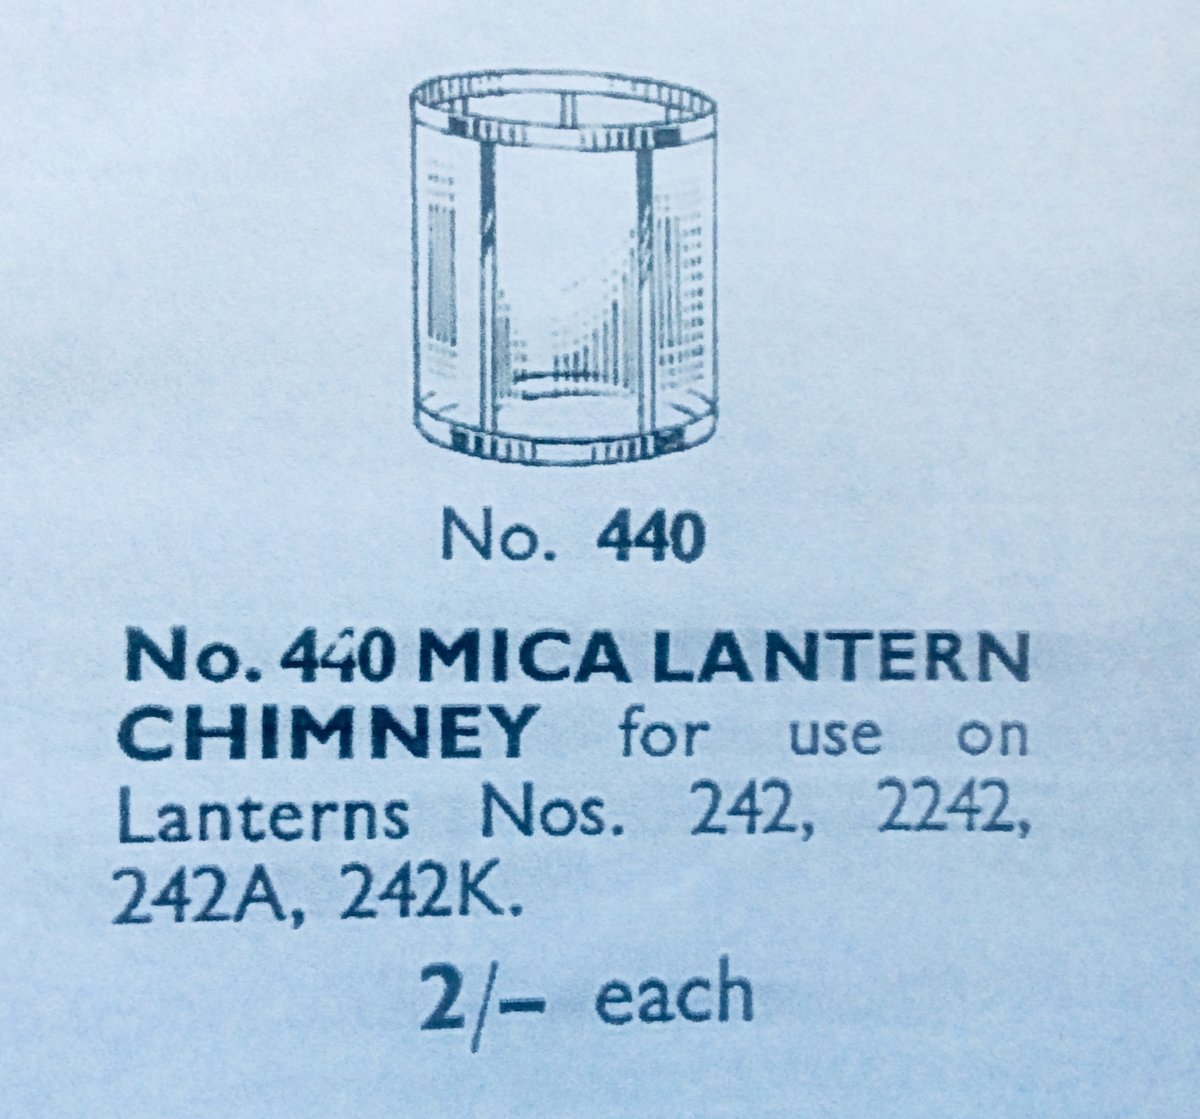 No. 440
No. 440 MICA LANTERN
CHIMNEY for use on
Lanterns Nos. 242, 2242,
242A, 242K.
2/– each